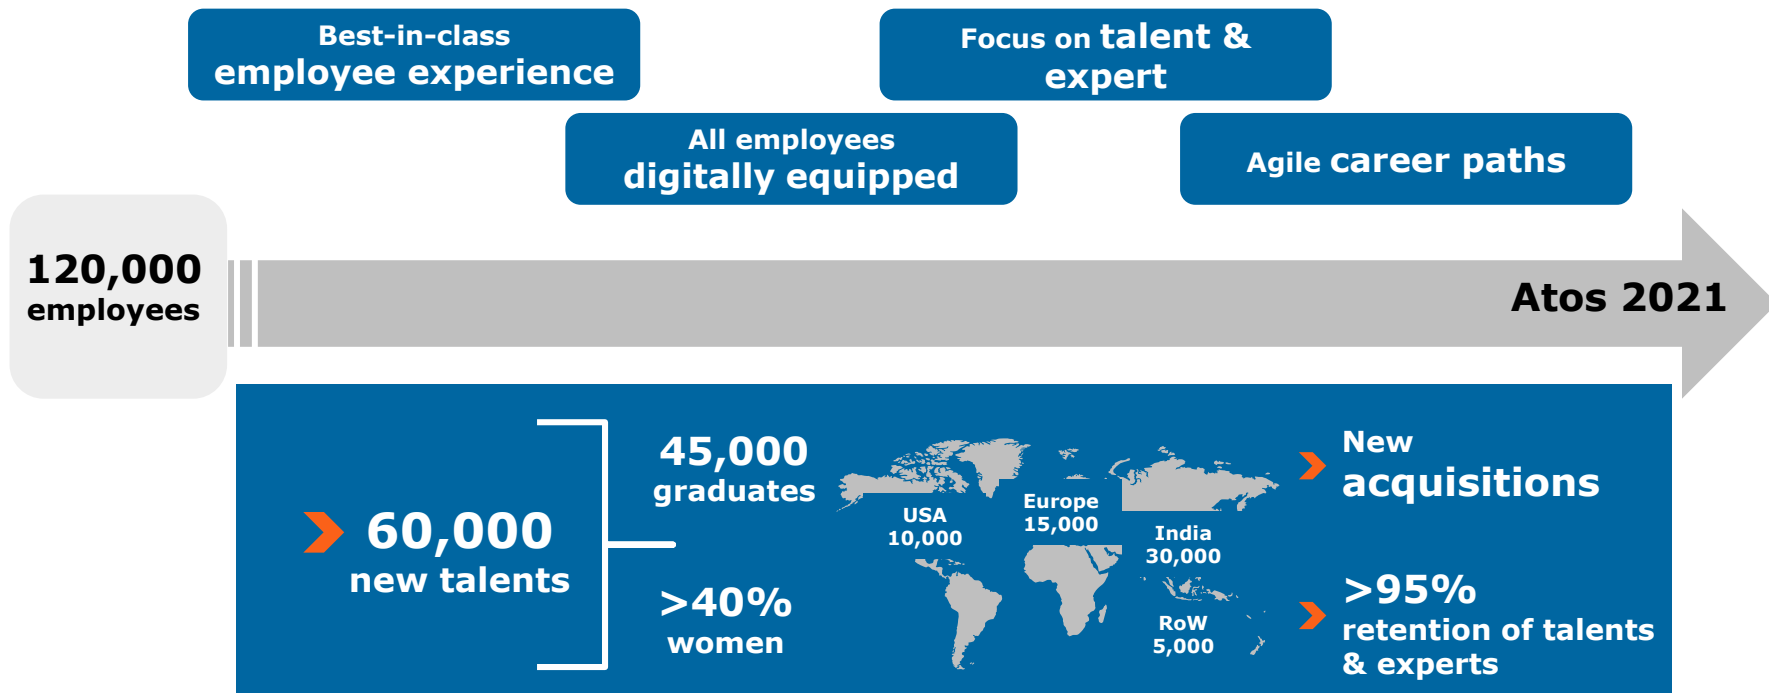 Best-in-class
employee experience
Focus on talent &
expert
All employees
digitally equipped
Agile career paths
120,000
employees
Atos 2021
60,000
new talents
45,000
graduates
>40%
women
USA
10,000
Europe
15,000
India
30,000
RoW
5,000
New
acquisitions
>95%
retention of talents
& experts